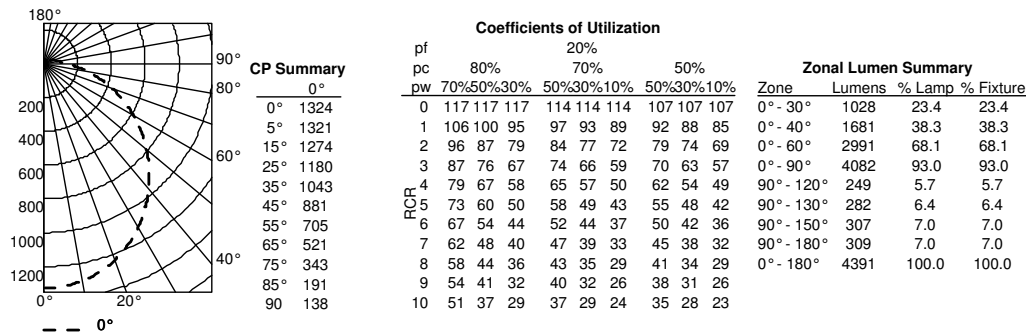 180°
90°
80°
60°
40°
200
400
600
800
1000
1200
0° 20°
0°
CP Summary
0°
0° 1324
5° 1321
15° 1274
25° 1180
35° 1043
45° 881
55° 705
65° 521
75° 343
85° 191
90 138
Coefficients of Utilization
pf 20%
pc 80% 70% 50%
pw 70%50%30% 50%30%10% 50%30%10%
RCR
0 117 117 117 114 114 114 107 107 107
1 106 100 95 97 93 89 92 88 85
2 96 87 79 84 77 72 79 74 69
3 87 76 67 74 66 59 70 63 57
4 79 67 58 65 57 50 62 54 49
5 73 60 50 58 49 43 55 48 42
6 67 54 44 52 44 37 50 42 36
7 62 48 40 47 39 33 45 38 32
8 58 44 36 43 35 29 41 34 29
9 54 41 32 40 32 26 38 31 26
10 51 37 29 37 29 24 35 28 23
Zonal Lumen Summary
Zone Lumens % Lamp % Fixture
0°- 30° 1028 23.4 23.4
0°- 40° 1681 38.3 38.3
0°- 60° 2991 68.1 68.1
0°- 90° 4082 93.0 93.0
90°- 120° 249 5.7 5.7
90°- 130° 282 6.4 6.4
90°- 150° 307 7.0 7.0
90°- 180° 309 7.0 7.0
0°- 180° 4391 100.0 100.0